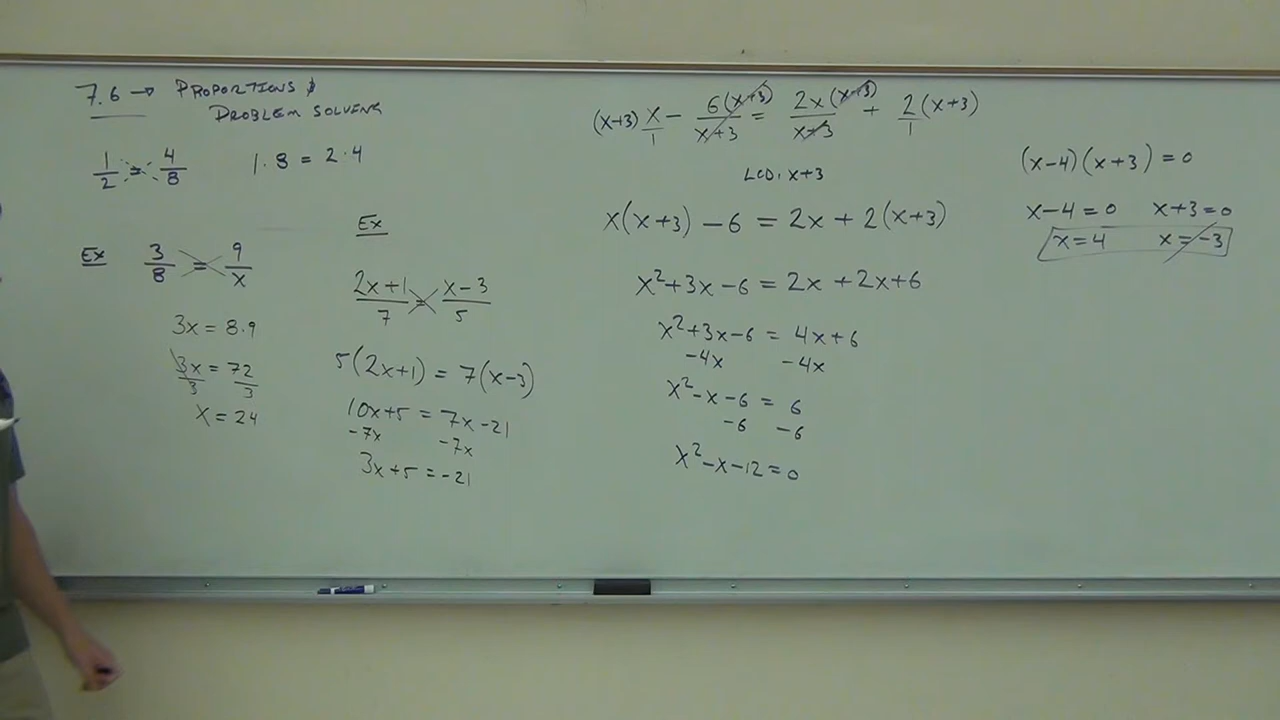 7.6 → PROPORTIONS &
PROBLEM SOLVING
1/2 = 4/8    1·8 = 2·4
Ex  3/8 = 9/x
3x = 8·9
3x/3 = 72/3
x = 24
Ex
(2x+1)/7 = (x-3)/5
5(2x+1) = 7(x-3)
10x+5 = 7x-21
-7x    -7x
3x+5 = -21
(x+3) x/1 - 6(x+3)/(x+3) = 2x(x+3)/(x+3) + 2/1 (x+3)
LCD: x+3
x(x+3) - 6 = 2x + 2(x+3)
x²+3x-6 = 2x+2x+6
x²+3x-6 = 4x+6
-4x    -4x
x²-x-6 = 6
-6  -6
x²-x-12 = 0
(x-4)(x+3) = 0
x-4=0    x+3=0
x=4    x=-3